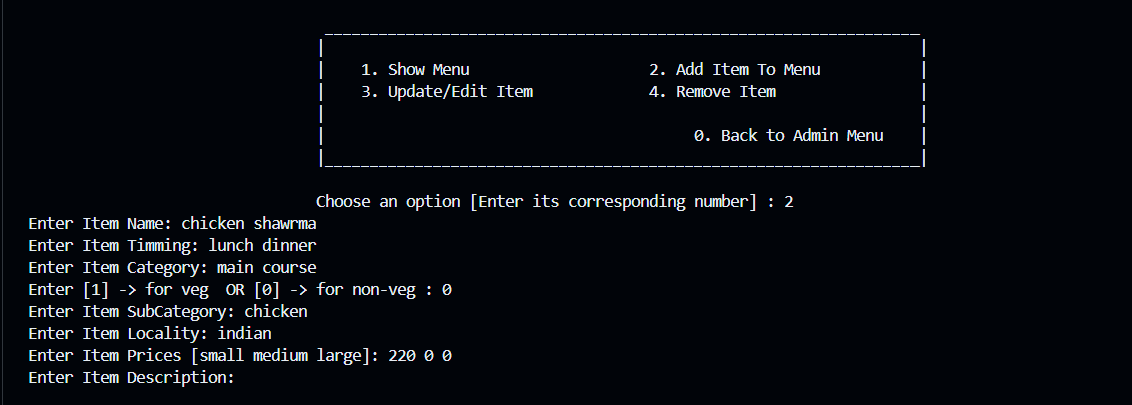 1. Show Menu 2. Add Item To Menu
3. Update/Edit Item 4. Remove Item
0. Back to Admin Menu
Choose an option [Enter its corresponding number] : 2
Enter Item Name: chicken shawrma
Enter Item Timming: lunch dinner
Enter Item Category: main course
Enter [1] -> for veg  OR [0] -> for non-veg : 0
Enter Item SubCategory: chicken
Enter Item Locality: indian
Enter Item Prices [small medium large]: 220 0 0
Enter Item Description: